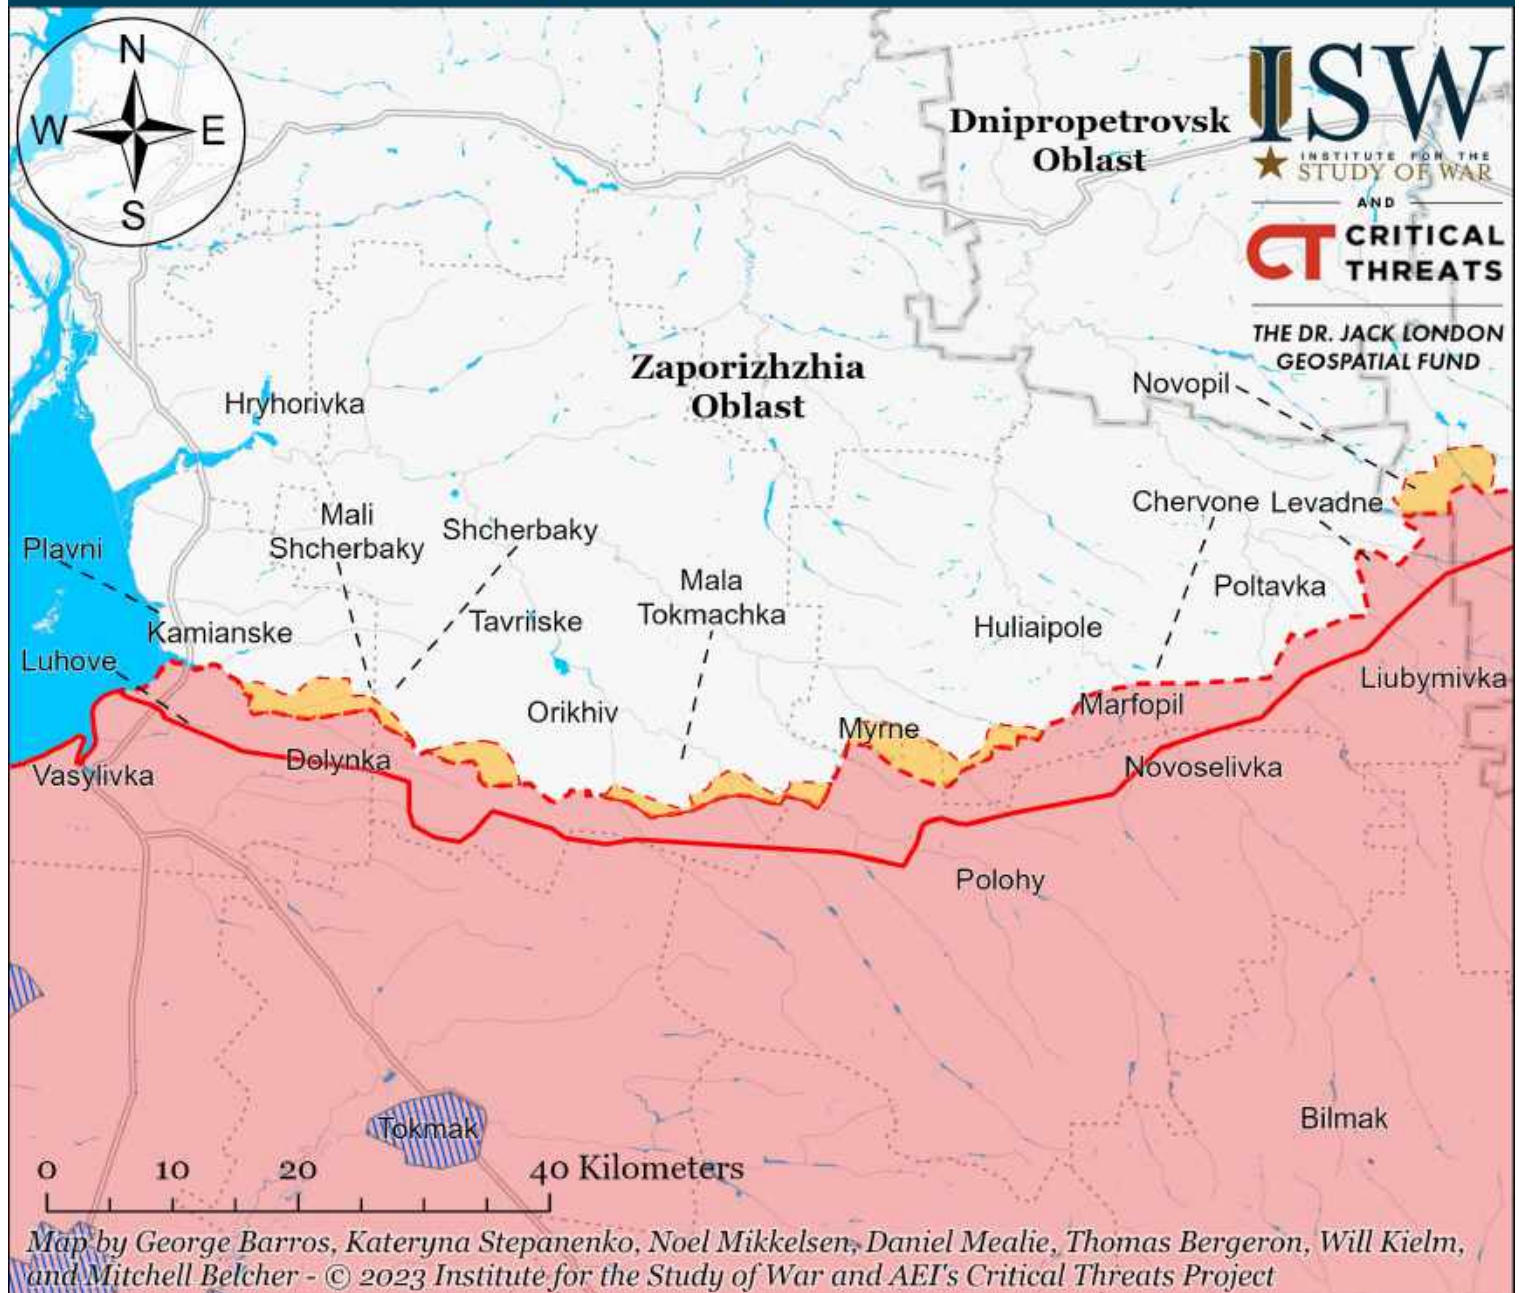 N
W
E
S
Dnipropetrovsk
Oblast
ISW
INSTITUTE FOR THE
STUDY OF WAR
AND
CT CRITICAL
THREATS
THE DR. JACK LONDON
GEOSPATIAL FUND
Zaporizhzhia
Oblast
Novopil
Hryhorivka
Mali
Shcherbaky
Shcherbaky
Chervone
Levadne
Plavni
Mala
Tokmachka
Poltavka
Kamianske
Tavriiske
Huliaipole
Luhove
Orikhiv
Marfopil
Liubymivka
Myrne
Vasylivka
Dolynka
Novoselivka
Polohy
Tokmak
Bilmak
0 10 20 40 Kilometers
Map by George Barros, Kateryna Stepanenko, Noel Mikkelsen, Daniel Mealie, Thomas Bergeron, Will Kielm,
and Mitchell Belcher - © 2023 Institute for the Study of War and AEI's Critical Threats Project